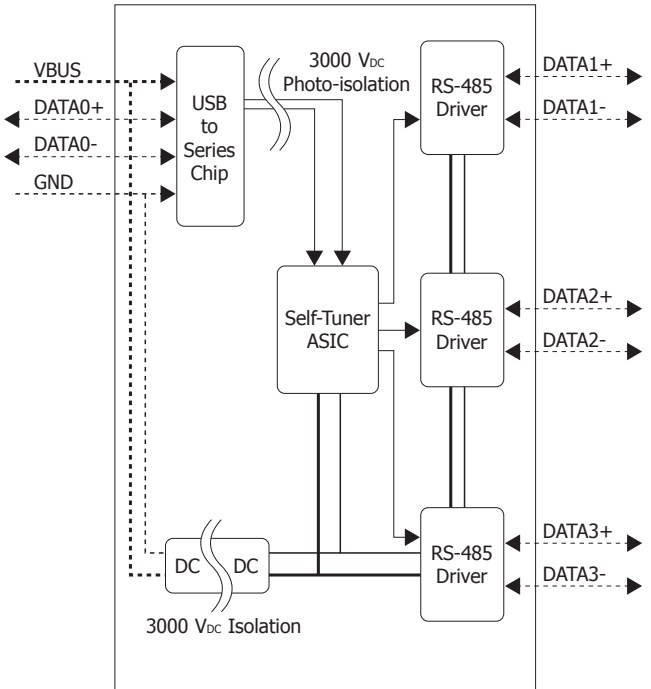 VBUS
DATA0+
DATA0-
GND
USB
to
Series
Chip
3000 VDC
Photo-isolation
RS-485
Driver
DATA1+
DATA1-
Self-Tuner
ASIC
RS-485
Driver
DATA2+
DATA2-
DC
DC
3000 VDC Isolation
RS-485
Driver
DATA3+
DATA3-